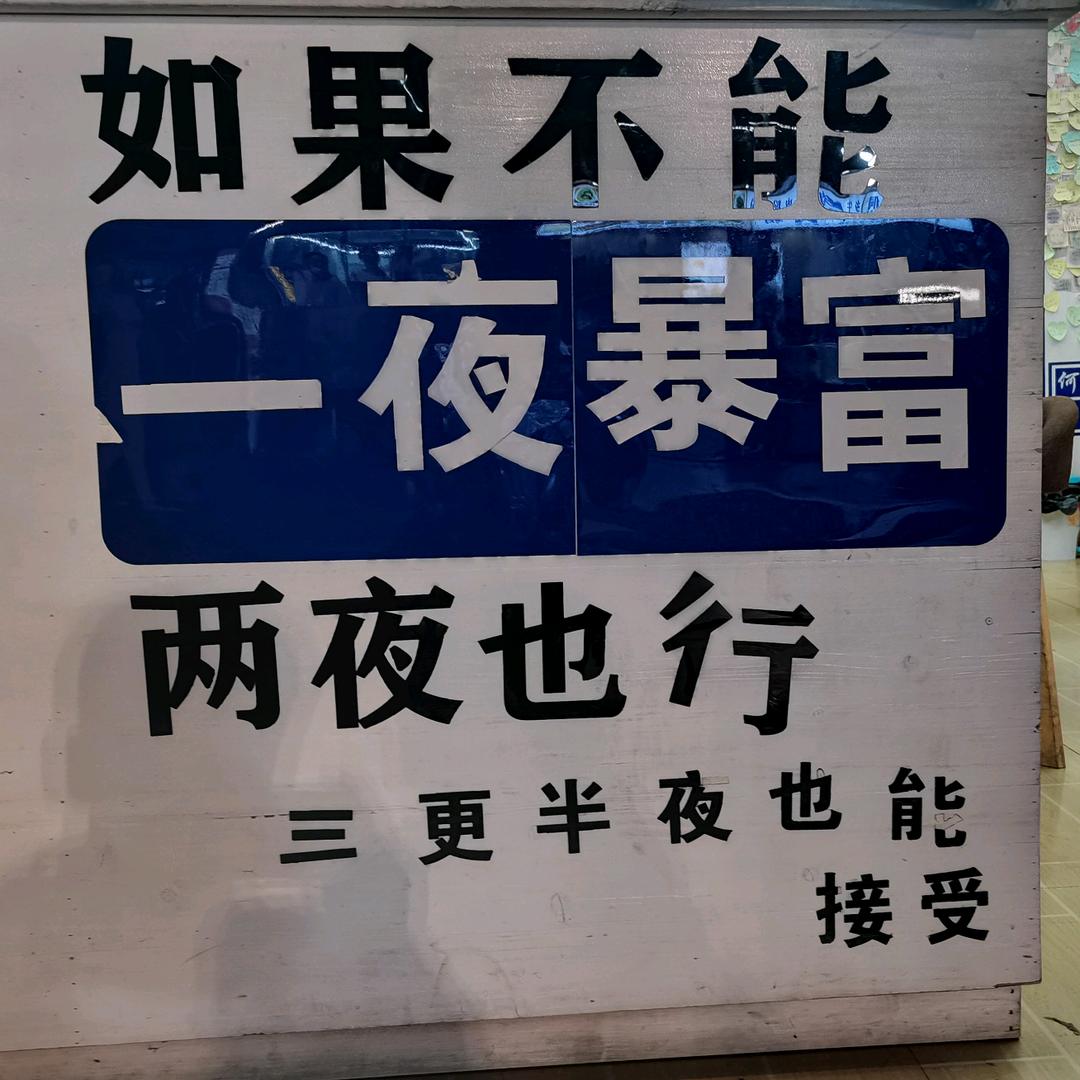 如果不能
一夜暴富
两夜也行
三更半夜也能
接受
何